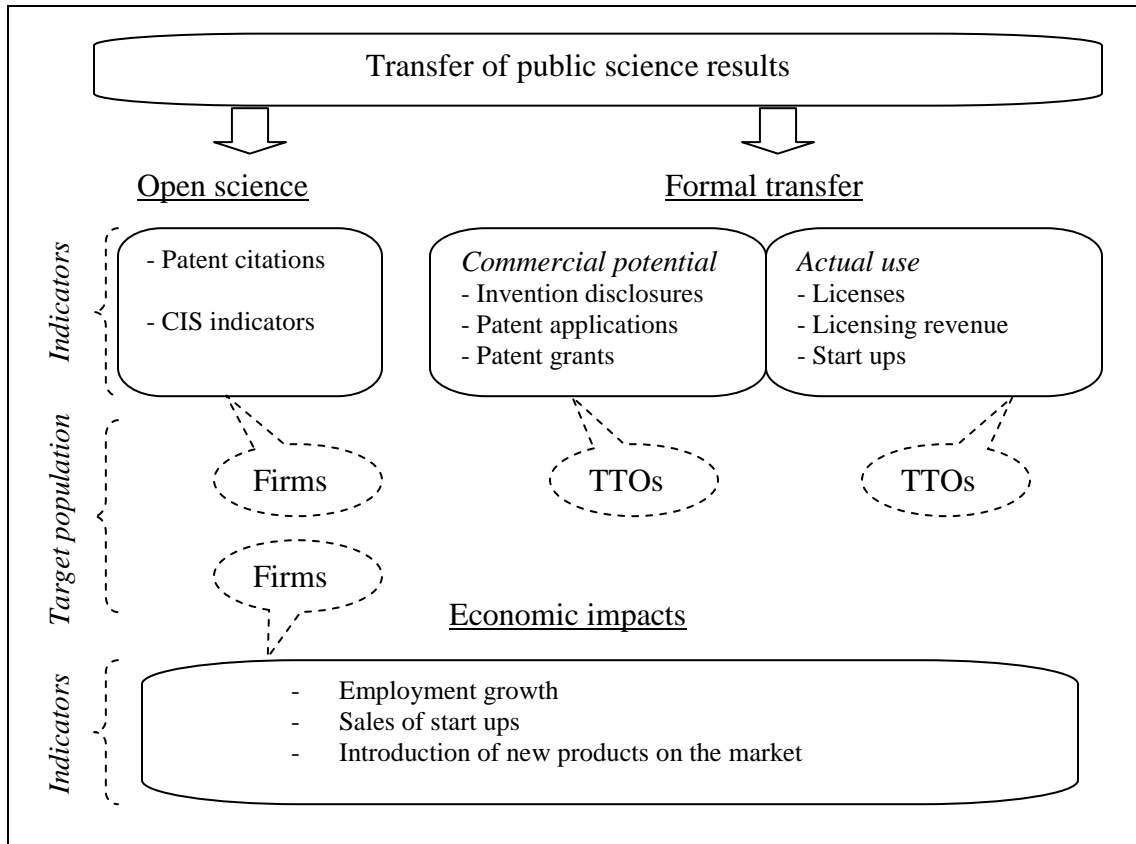 Transfer of public science results
Open science
Formal transfer
Indicators
- Patent citations
- CIS indicators
Commercial potential
- Invention disclosures
- Patent applications
- Patent grants
Actual use
- Licenses
- Licensing revenue
- Start ups
Target population
Firms
TTOs
TTOs
Firms
Economic impacts
Indicators
- Employment growth
- Sales of start ups
- Introduction of new products on the market